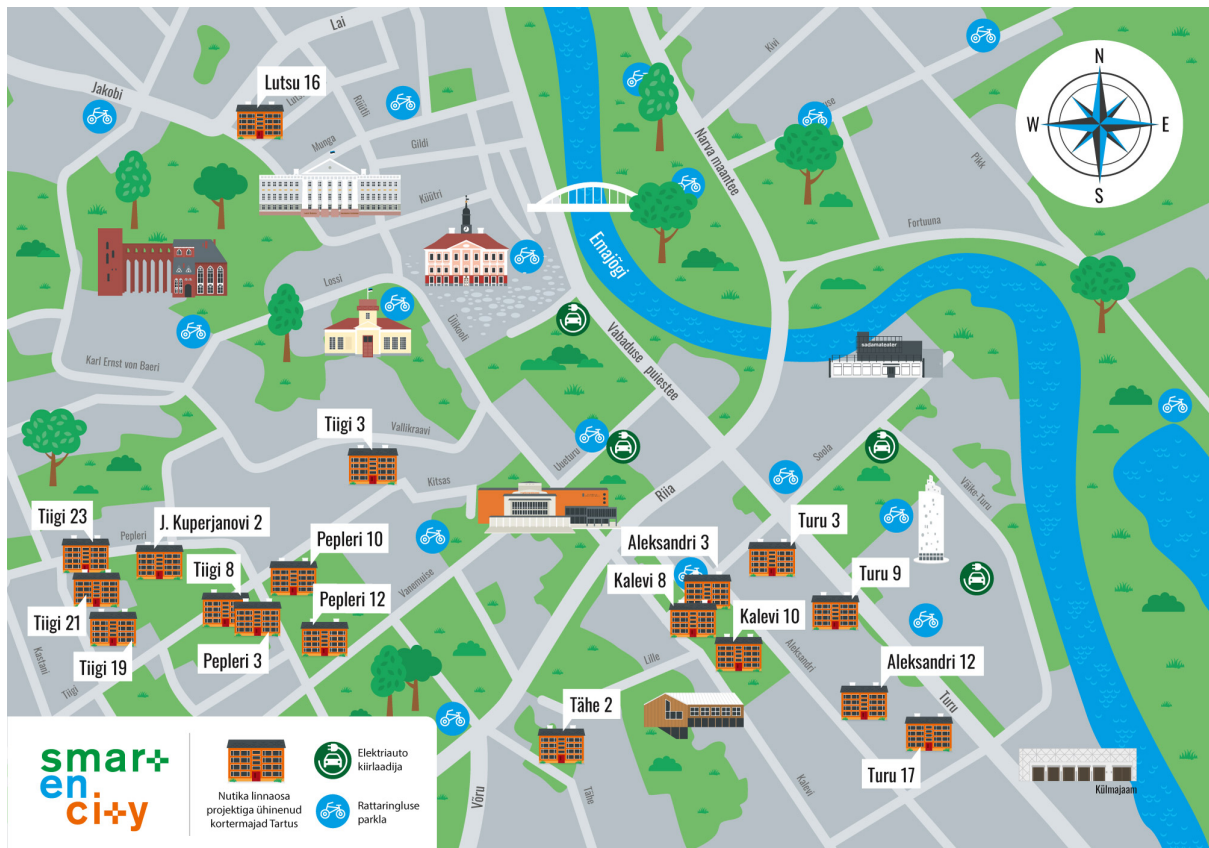 Lai
Kivi
Jakobi
Lutsu 16
Rüütli
N
W
E
S
Munga
Gildi
Narva maantee
Pikk
Küütri
Fortuuna
Emajõgi
Lossi
Ülikooli
Vabaduse puiestee
sadamateater
Karl Ernst von Baeri
Vallikraavi
Tiigi 3
Uueturu
Soola
Kitsas
Riia
Väike-Turu
Tiigi 23
J. Kuperjanovi 2
Pepleri
Pepleri 10
Turu 3
Aleksandri 3
Tiigi 8
Vanemuise
Kalevi 8
Turu 9
Pepleri 12
Tiigi 21
Kalevi 10
Pepleri 3
Tiigi 19
Kastani
Tiigi
Lille
Aleksandri
Aleksandri 12
Turu
Tähe 2
Turu 17
Võru
Tähe
Kalevi
Külmajaam
smart
en
city
Nutika linnaosa
projektiga ühinenud
kortermajad Tartus
Elektriauto
kiirlaadija
Rattaringluse
parkla